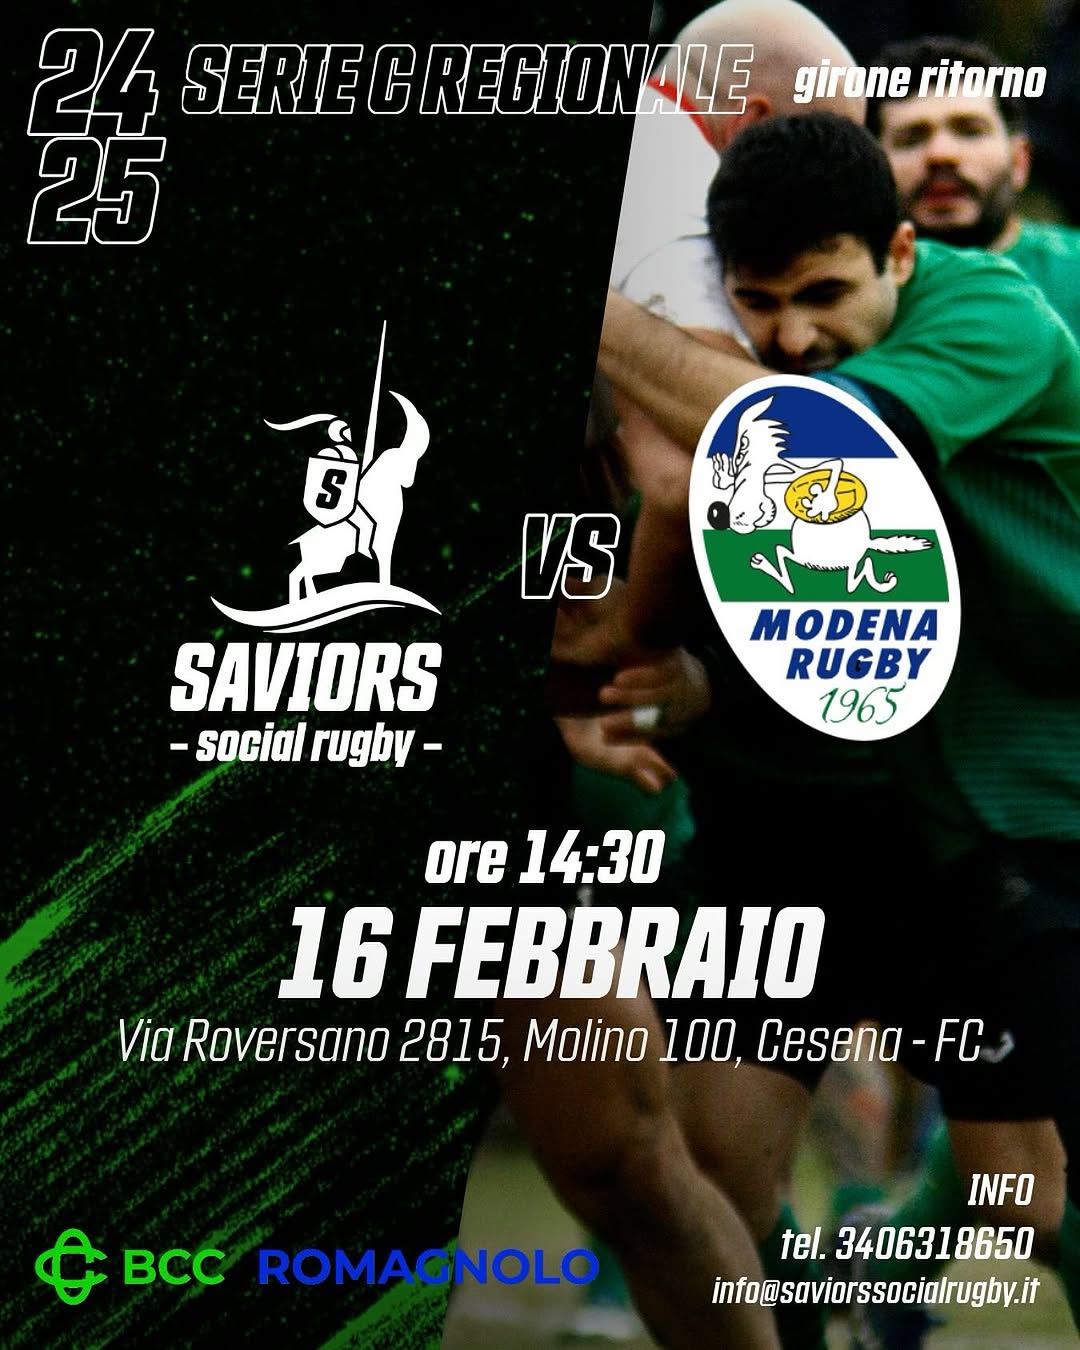 24
25
SERIE C REGIONALE
girone ritorno
S
SAVIORS
- social rugby -
VS
MODENA
RUGBY
1965
ore 14:30
16 FEBBRAIO
Via Roversano 2815, Molino 100, Cesena - FC
INFO
tel. 3406318650
info@saviorssocialrugby.it
BCC ROMAGNOLO